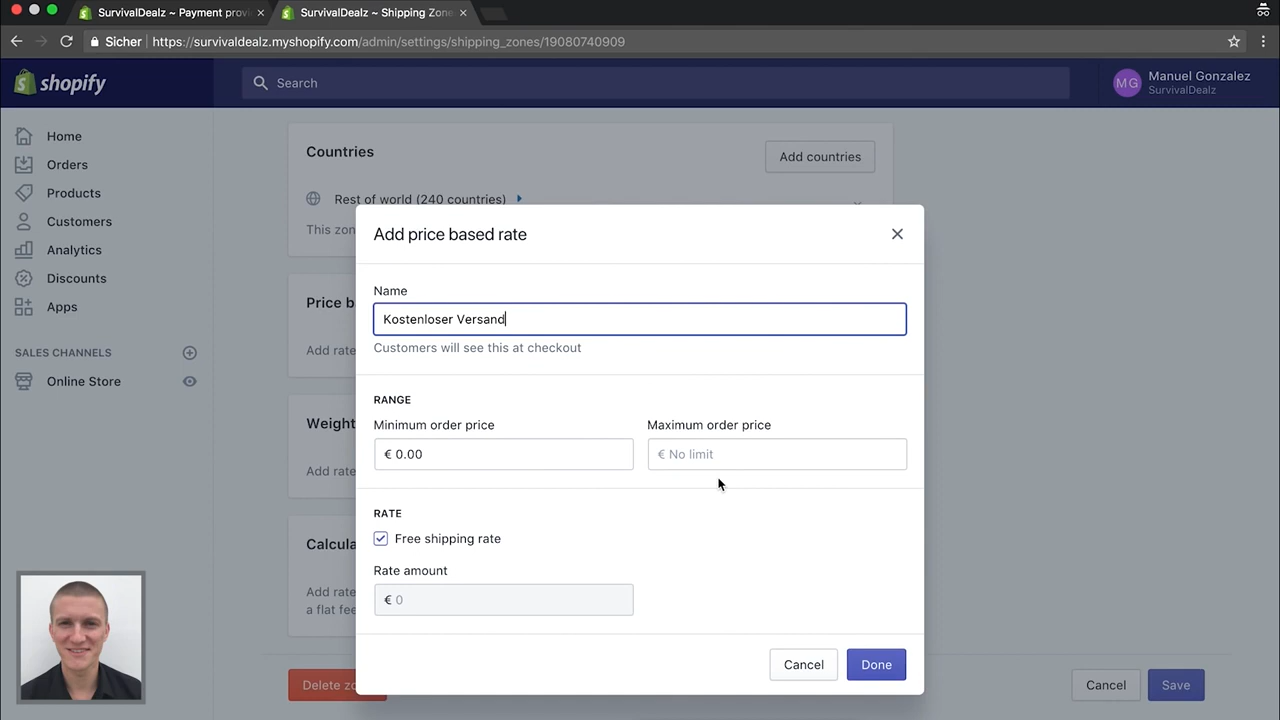 SurvivalDealz ~ Payment provi
SurvivalDealz ~ Shipping Zone
Sicher
https://survivaldealz.myshopify.com/admin/settings/shipping_zones/19080740909
shopify
Search
MG
Manuel Gonzalez
SurvivalDealz
Home
Orders
Products
Customers
Analytics
Discounts
Apps
SALES CHANNELS
Online Store
Countries
Add countries
Rest of world (240 countries)
This zon
Price b
Add rate
Weight
Add rate
Calcula
Add rate
a flat fee
Delete zo
Cancel
Save
Add price based rate
Name
Kostenloser Versand
Customers will see this at checkout
RANGE
Minimum order price
Maximum order price
€ 0.00
€ No limit
RATE
Free shipping rate
Rate amount
€ 0
Cancel
Done